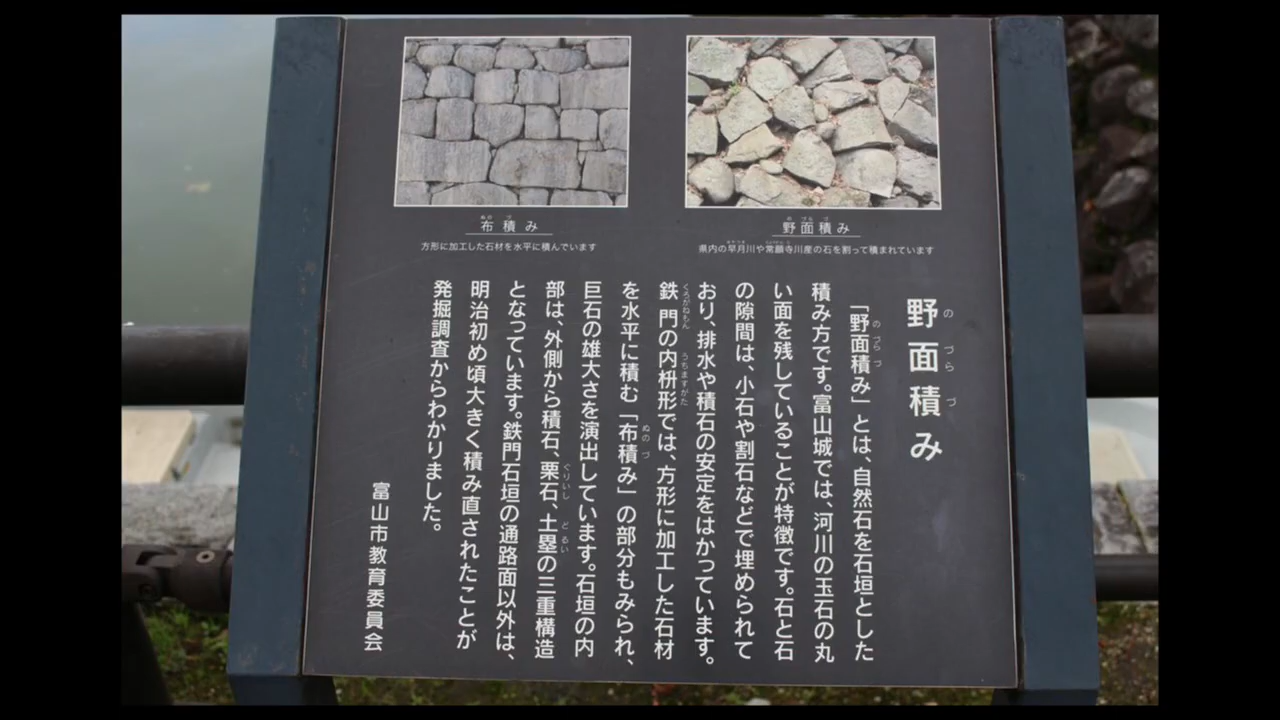 布積み
方形に加工した石材を水平に積んでいます
野面積み
県内の早月川や常願寺川産の石を割って積まれています
野面積み
「野面積み」とは、自然石を石垣とした
積み方です。富山城では、河川の玉石の丸
い面を残していることが特徴です。石と石
の隙間は、小石や割石などで埋められて
おり、排水や積石の安定をはかっています。
鉄門の内枡形では、方形に加工した石材
を水平に積む「布積み」の部分もみられ、
巨石の雄大さを演出しています。石垣の内
部は、外側から積石、栗石、土塁の三重構造
となっています。鉄門石垣の通路面以外は、
明治初め頃大きく積み直されたことが
発掘調査からわかりました。
富山市教育委員会